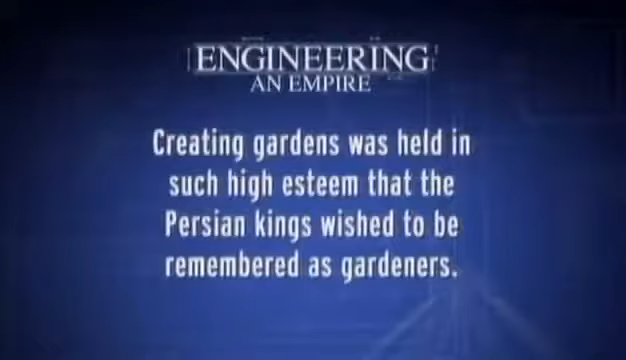 ENGINEERING
AN EMPIRE
Creating gardens was held in
such high esteem that the
Persian kings wished to be
remembered as gardeners.